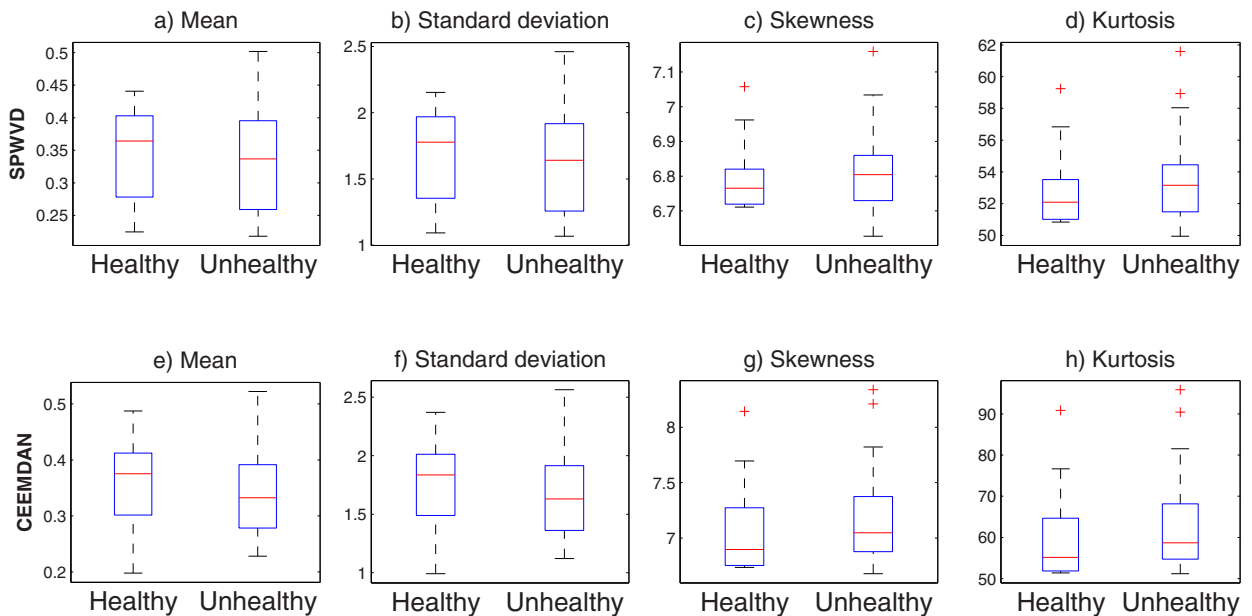 a) Mean
b) Standard deviation
c) Skewness
d) Kurtosis
SPWVD
0.5
0.45
0.4
0.35
0.3
0.25
2.5
2
1.5
1
7.1
7
6.9
6.8
6.7
62
60
58
56
54
52
50
Healthy Unhealthy
Healthy Unhealthy
Healthy Unhealthy
Healthy Unhealthy
e) Mean
f) Standard deviation
g) Skewness
h) Kurtosis
CEEMDAN
0.5
0.4
0.3
0.2
2.5
2
1.5
1
8
7.5
7
90
80
70
60
50
Healthy Unhealthy
Healthy Unhealthy
Healthy Unhealthy
Healthy Unhealthy